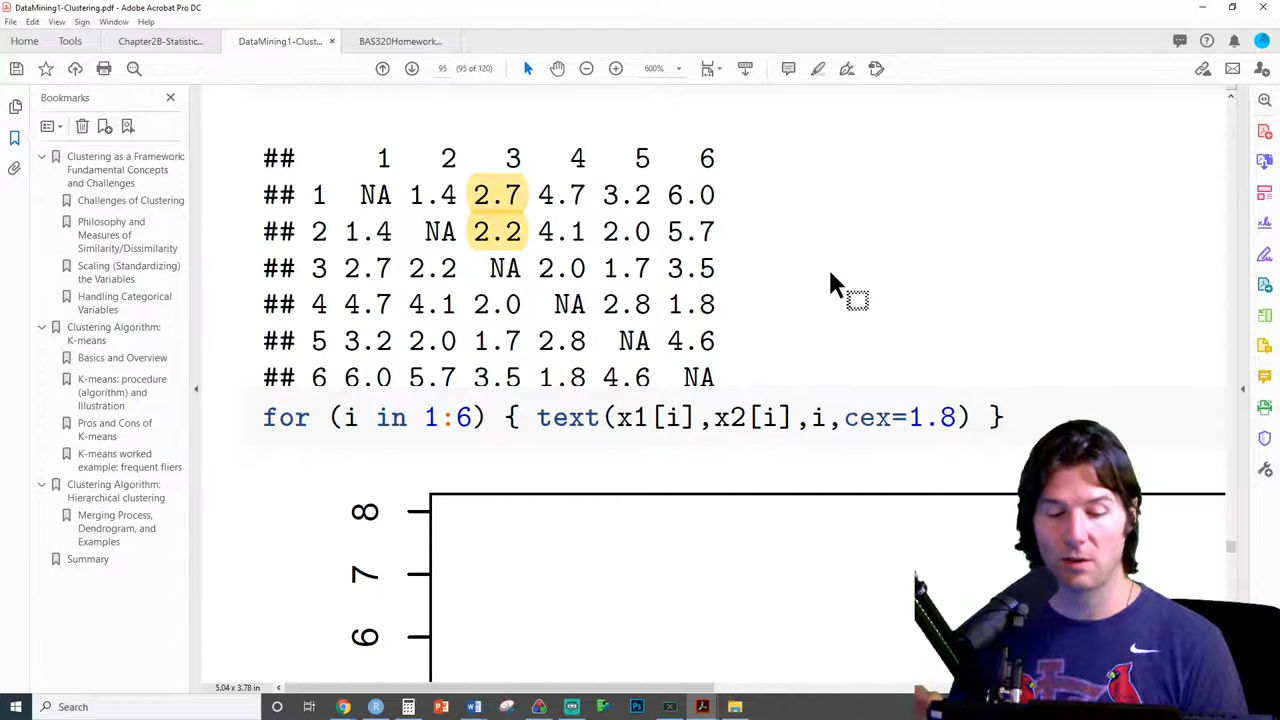 DataMining1-Clustering.pdf - Adobe Acrobat Pro DC
File Edit View Sign Window Help
Home Tools Chapter2B-Statistic... DataMining1-Clust... × BAS320Homework...
95 (95 of 120) 600%
Bookmarks
Clustering as a Framework:
Fundamental Concepts
and Challenges
Challenges of Clustering
Philosophy and
Measures of
Similarity/Dissimilarity
Scaling (Standardizing)
the Variables
Handling Categorical
Variables
Clustering Algorithm:
K-means
Basics and Overview
K-means: procedure
(algorithm) and
Illustration
Pros and Cons of
K-means
K-means worked
example: frequent fliers
Clustering Algorithm:
Hierarchical clustering
Merging Process,
Dendrogram, and
Examples
Summary
## 1 2 3 4 5 6
## 1 NA 1.4 2.7 4.7 3.2 6.0
## 2 1.4 NA 2.2 4.1 2.0 5.7
## 3 2.7 2.2 NA 2.0 1.7 3.5
## 4 4.7 4.1 2.0 NA 2.8 1.8
## 5 3.2 2.0 1.7 2.8 NA 4.6
## 6 6.0 5.7 3.5 1.8 4.6 NA
for (i in 1:6) { text(x1[i],x2[i],i,cex=1.8) }
8
7
6
5.04 x 3.78 in
Search